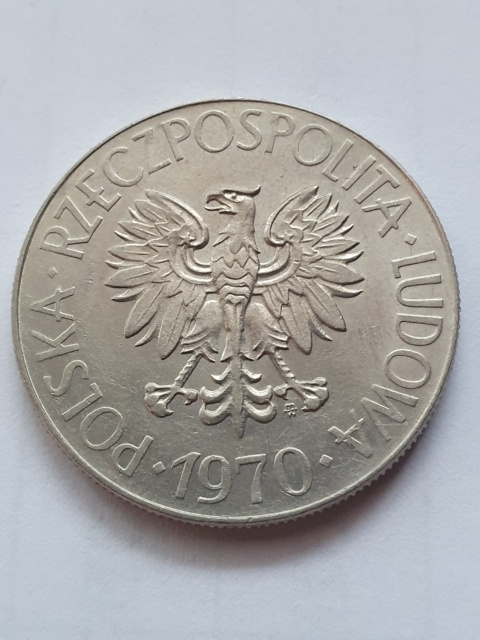 POLSKA · RZECZPOSPOLITA · LUDOWA
· 1970 ·